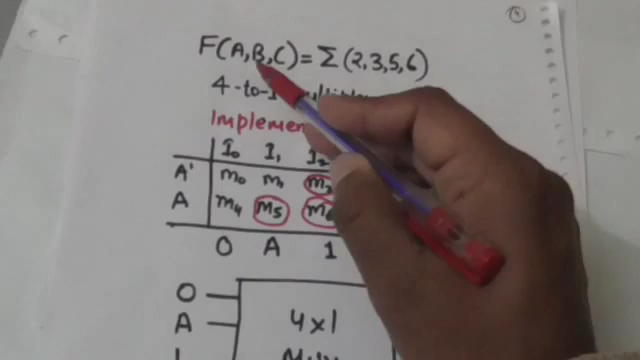 4
F(A,B,C) = Σ (2,3,5,6)
4-to-1
Implemen
I₀ I₁ I₂
A' m₀ m₁ m₂
A m₄ m₅ m₆
0 A 1
0
A 4x1